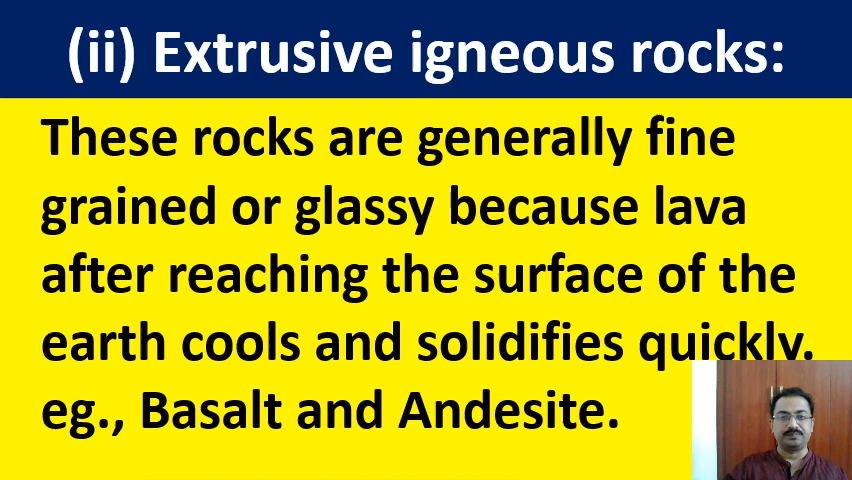 (ii) Extrusive igneous rocks:
These rocks are generally fine
grained or glassy because lava
after reaching the surface of the
earth cools and solidifies quickly.
eg., Basalt and Andesite.